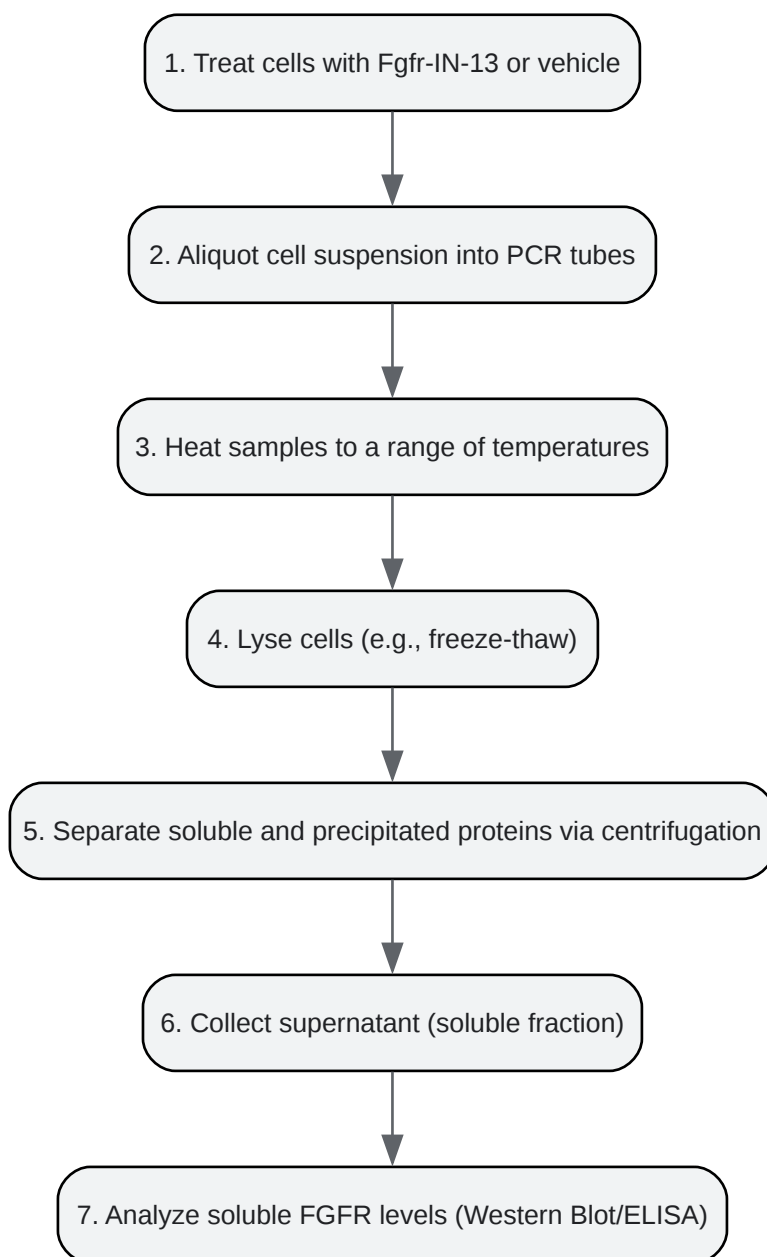 1. Treat cells with Fgfr-IN-13 or vehicle
2. Aliquot cell suspension into PCR tubes
3. Heat samples to a range of temperatures
4. Lyse cells (e.g., freeze-thaw)
5. Separate soluble and precipitated proteins via centrifugation
6. Collect supernatant (soluble fraction)
7. Analyze soluble FGFR levels (Western Blot/ELISA)